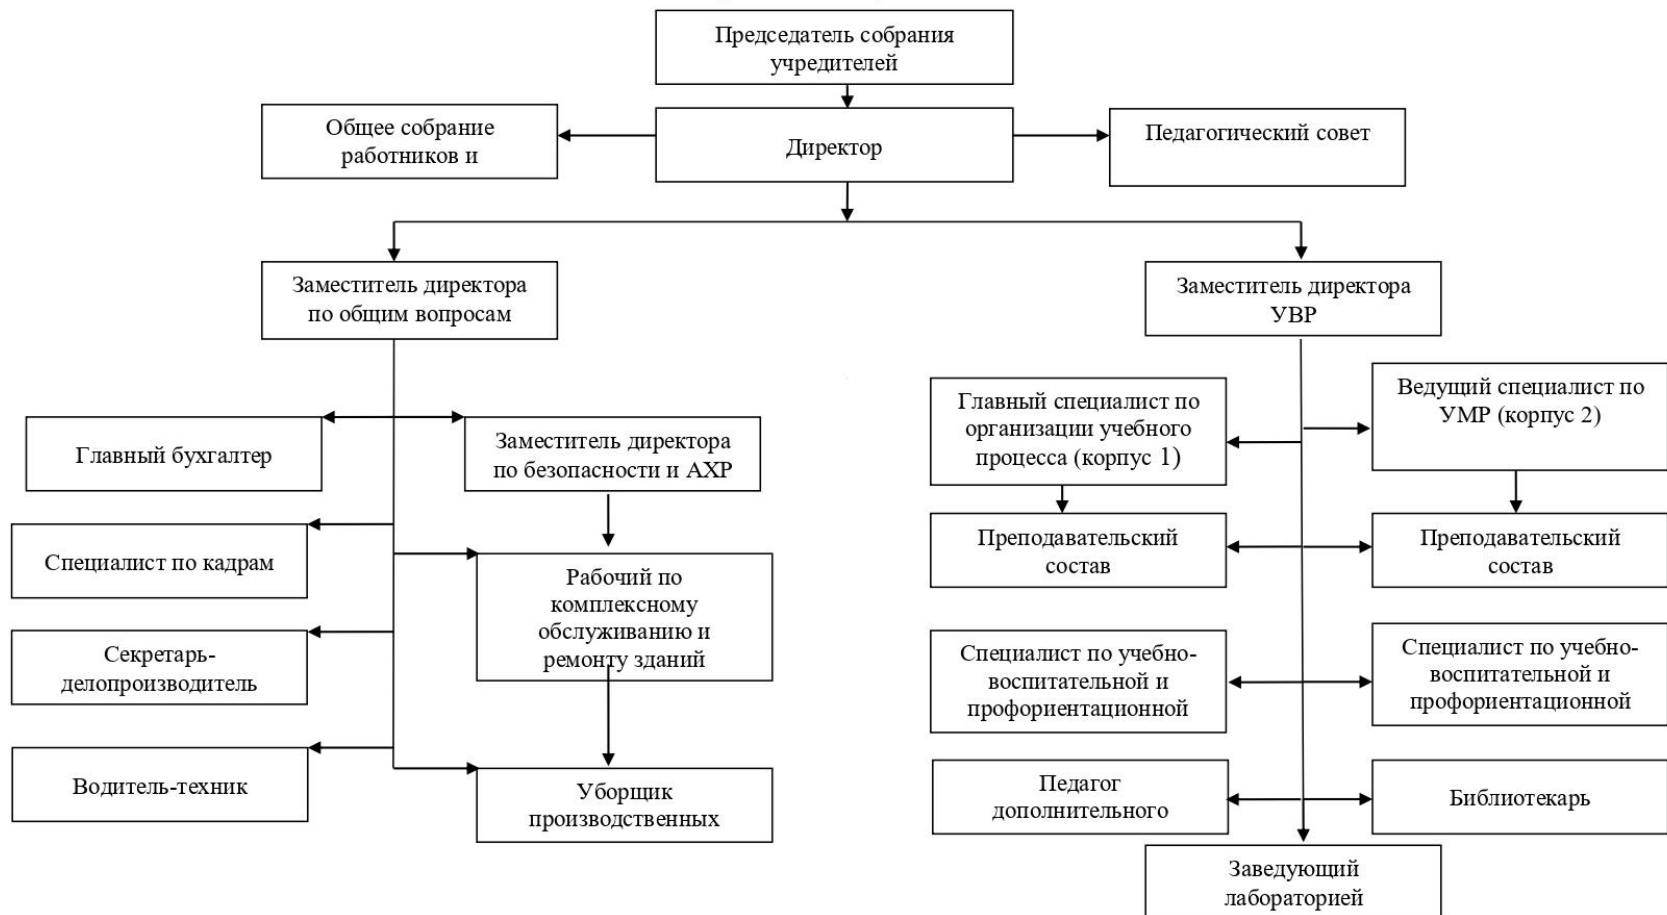 Председатель собрания
учредителей
Общее собрание
работников и
Директор
Педагогический совет
Заместитель директора
по общим вопросам
Заместитель директора
УВР
Главный бухгалтер
Заместитель директора
по безопасности и АХР
Специалист по кадрам
Рабочий по
комплексному
обслуживанию и
ремонту зданий
Секретарь-
делопроизводитель
Водитель-техник
Уборщик
производственных
Главный специалист по
организации учебного
процесса (корпус 1)
Ведущий специалист по
УМР (корпус 2)
Преподавательский
состав
Преподавательский
состав
Специалист по учебно-
воспитательной и
профориентационной
Специалист по учебно-
воспитательной и
профориентационной
Педагог
дополнительного
Библиотекарь
Заведующий
лабораторией